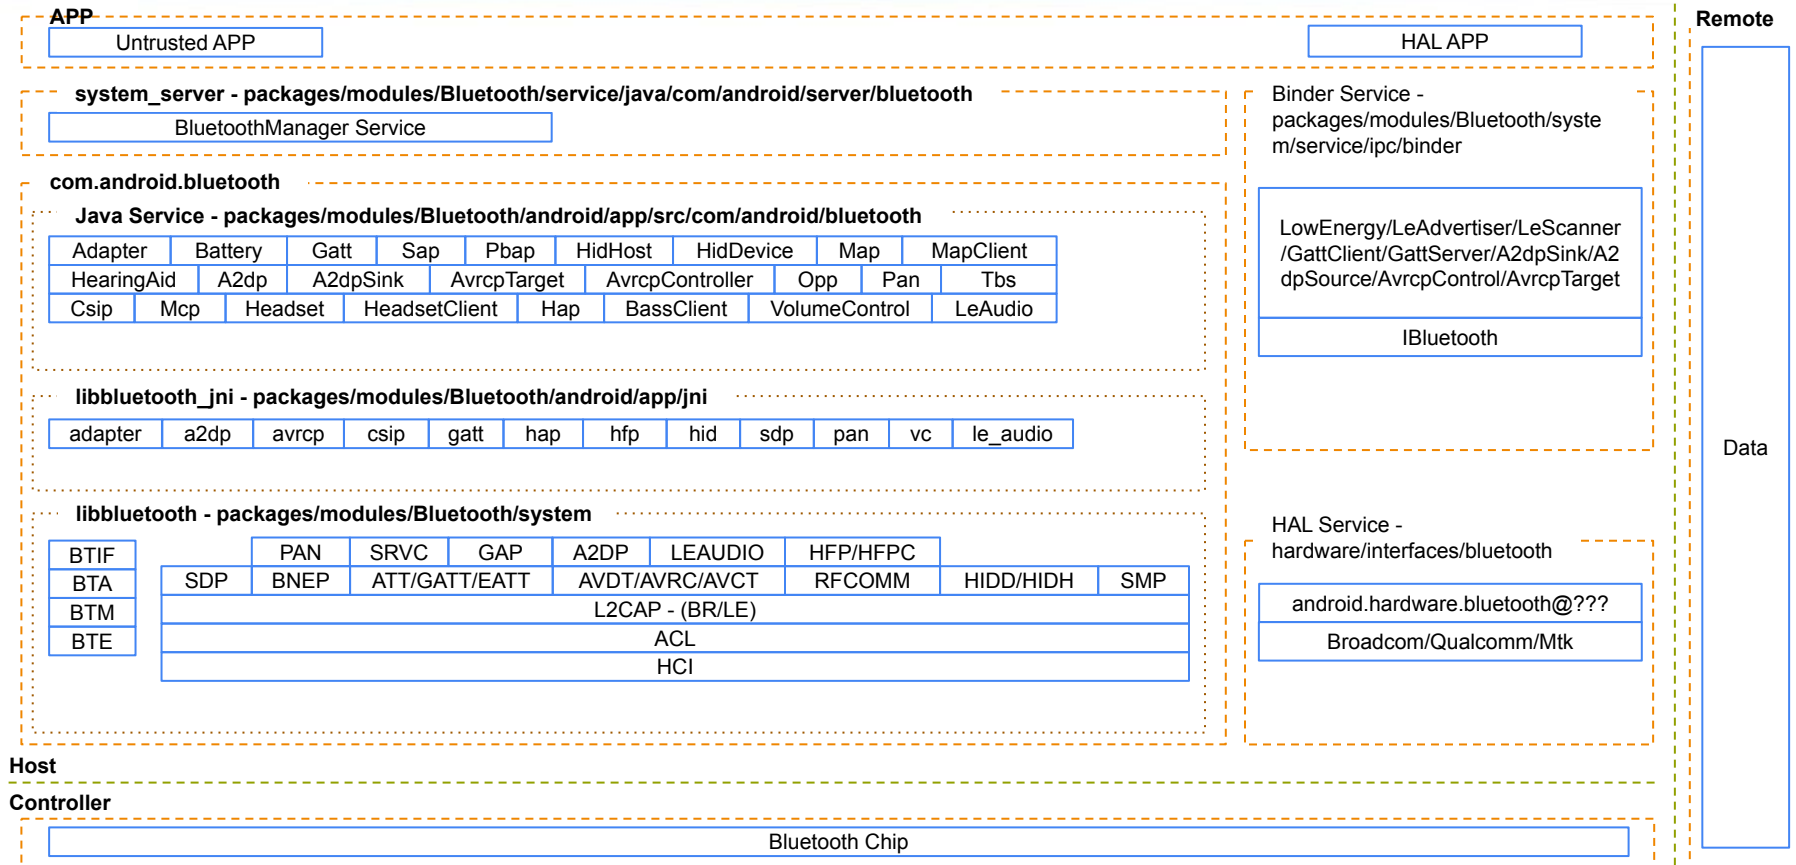 APP
Remote
Untrusted APP
HAL APP
system_server - packages/modules/Bluetooth/service/java/com/android/server/bluetooth
BluetoothManager Service
Binder Service -
packages/modules/Bluetooth/syste
m/service/ipc/binder
com.android.bluetooth
Java Service - packages/modules/Bluetooth/android/app/src/com/android/bluetooth
Adapter Battery Gatt Sap Pbap HidHost HidDevice Map MapClient
HearingAid A2dp A2dpSink AvrcpTarget AvrcpController Opp Pan Tbs
Csip Mcp Headset HeadsetClient Hap BassClient VolumeControl LeAudio
LowEnergy/LeAdvertiser/LeScanner
/GattClient/GattServer/A2dpSink/A2
dpSource/AvrcpControl/AvrcpTarget
IBluetooth
libbluetooth_jni - packages/modules/Bluetooth/android/app/jni
adapter a2dp avrcp csip gatt hap hfp hid sdp pan vc le_audio
Data
libbluetooth - packages/modules/Bluetooth/system
BTIF
BTA
BTM
BTE
PAN SRVC GAP A2DP LEAUDIO HFP/HFPC
SDP BNEP ATT/GATT/EATT AVDT/AVRC/AVCT RFCOMM HIDD/HIDH SMP
L2CAP - (BR/LE)
ACL
HCI
HAL Service -
hardware/interfaces/bluetooth
android.hardware.bluetooth@???
Broadcom/Qualcomm/Mtk
Host
Controller
Bluetooth Chip